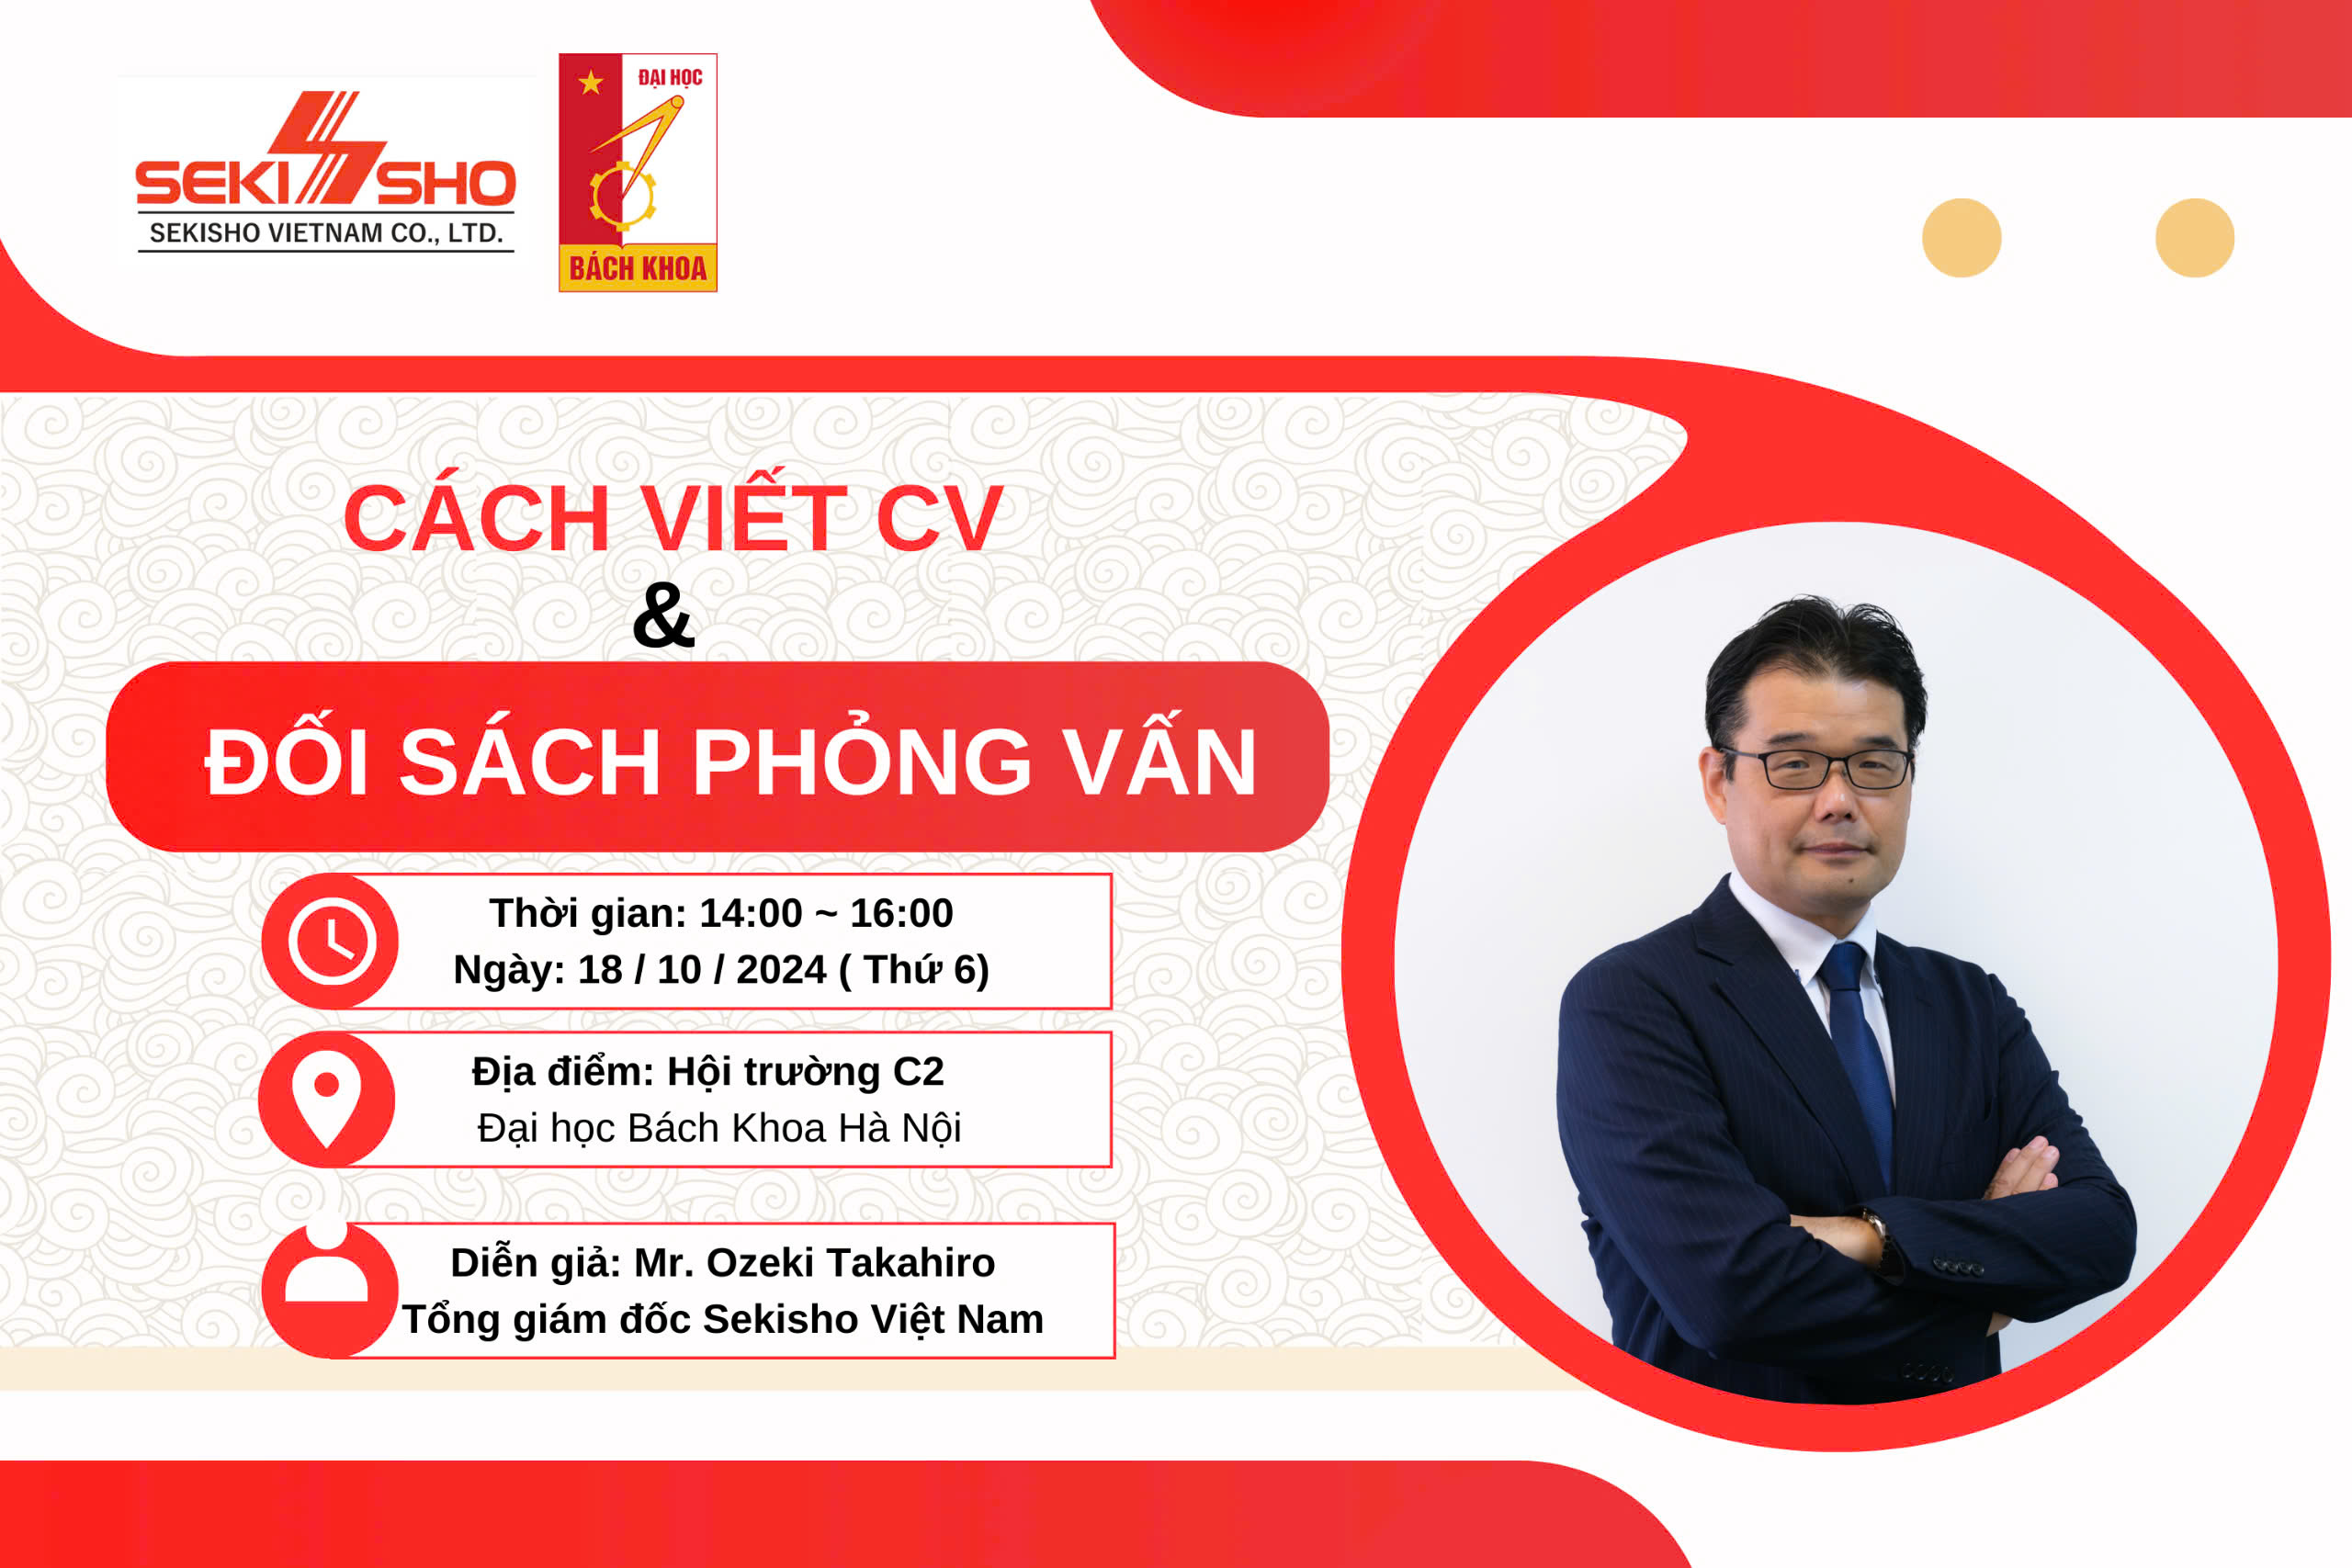 SEKI SHO
SEKISHO VIETNAM CO., LTD.
ĐẠI HỌC
BÁCH KHOA
CÁCH VIẾT CV
&
ĐỐI SÁCH PHỎNG VẤN
Thời gian: 14:00 ~ 16:00
Ngày: 18 / 10 / 2024 ( Thứ 6)
Địa điểm: Hội trường C2
Đại học Bách Khoa Hà Nội
Diễn giả: Mr. Ozeki Takahiro
Tổng giám đốc Sekisho Việt Nam